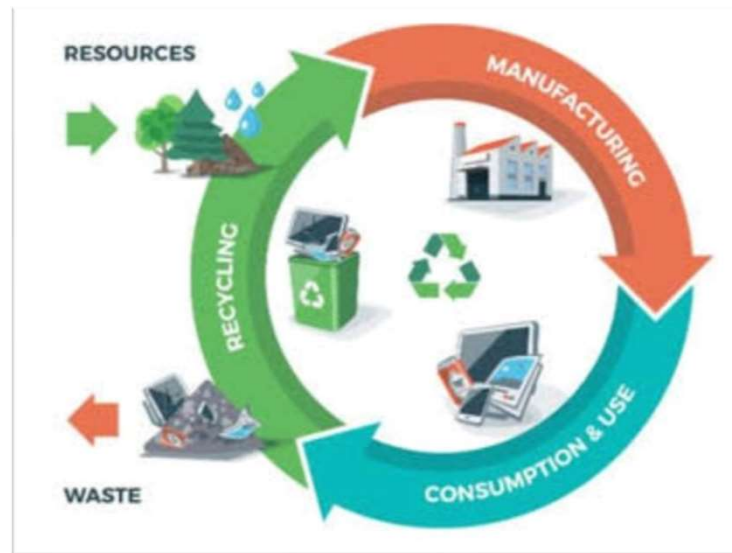 RESOURCES
MANUFACTURING
RECYCLING
CONSUMPTION & USE
WASTE